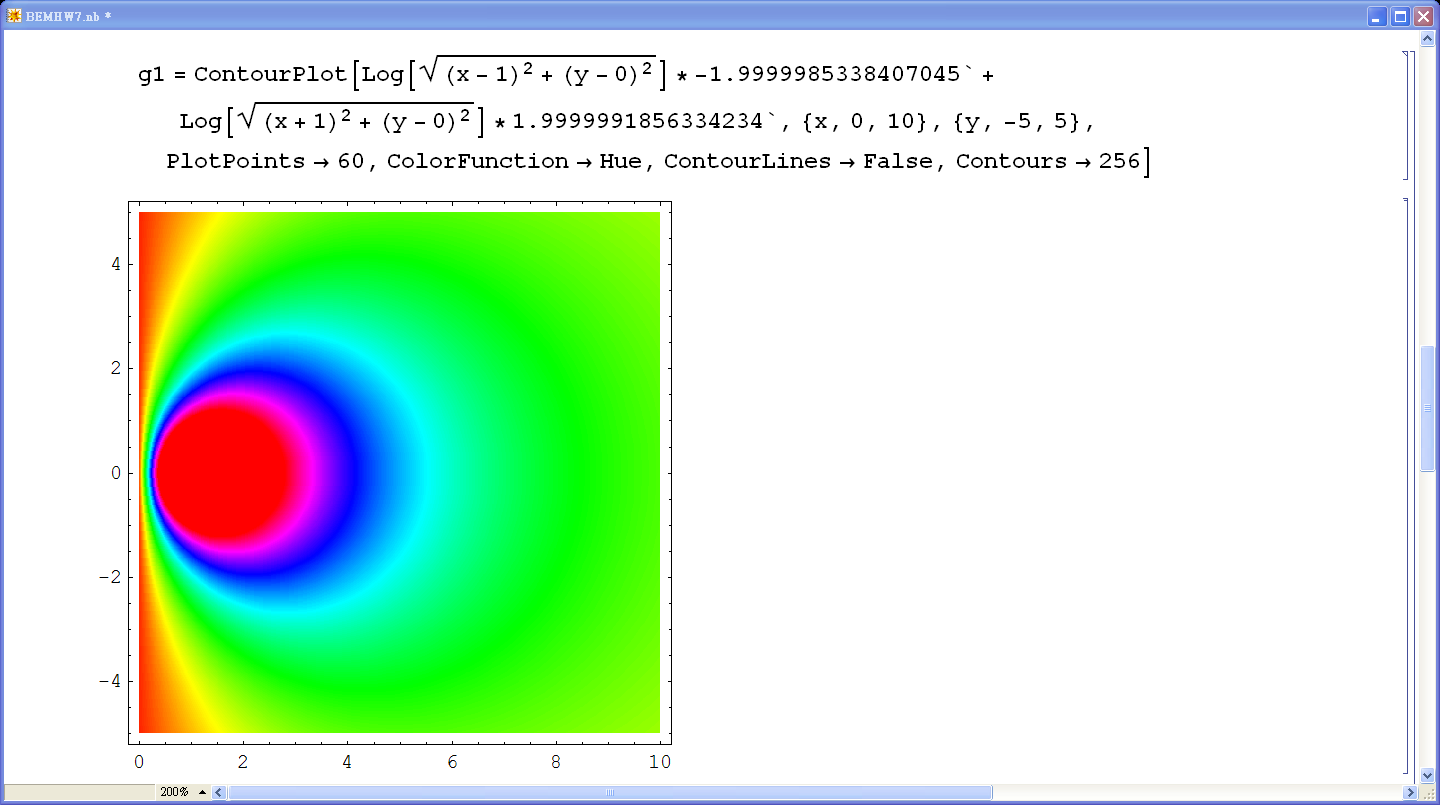 BEMHW7.nb *
g1 = ContourPlot[Log[√((x - 1)² + (y - 0)²)] * -1.9999985338407045` +
Log[√((x + 1)² + (y - 0)²)] * 1.9999991856334234`, {x, 0, 10}, {y, -5, 5},
PlotPoints → 60, ColorFunction → Hue, ContourLines → False, Contours → 256]
4
2
0
-2
-4
0 2 4 6 8 10
200%